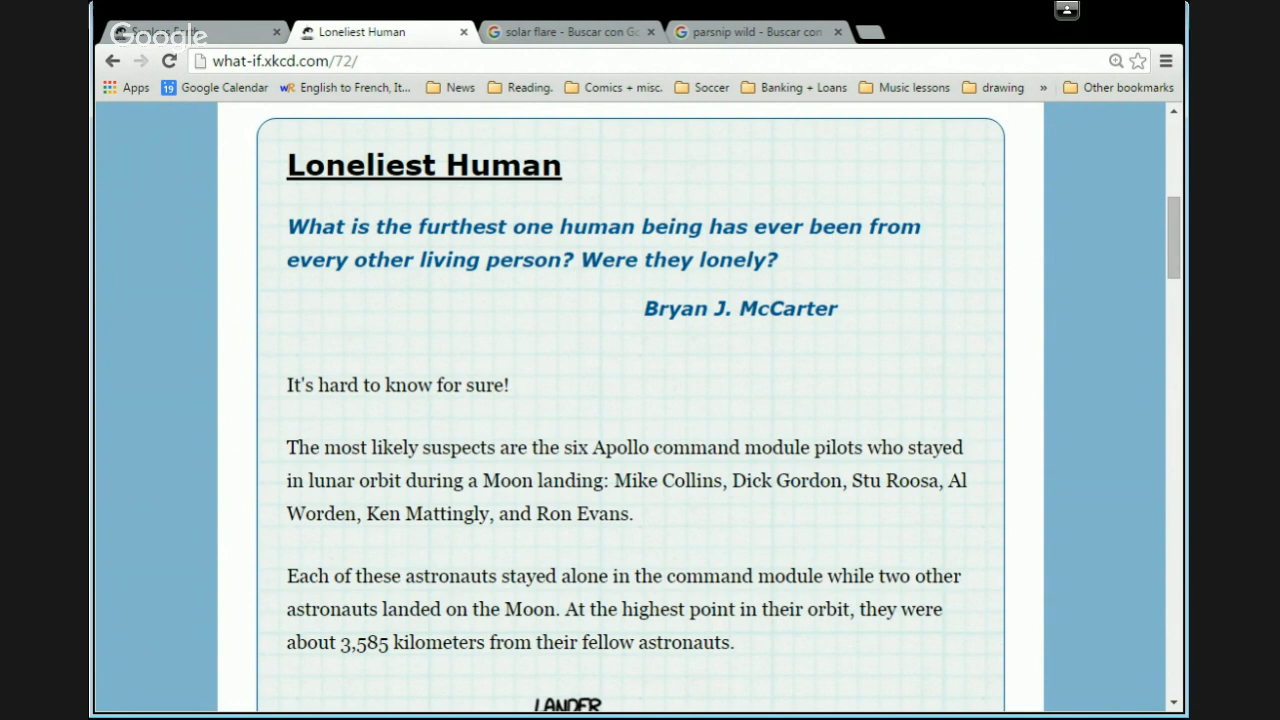 Google
Loneliest Human
solar flare - Buscar con Go
parsnip wild - Buscar con
what-if.xkcd.com/72/
Apps 19 Google Calendar wR English to French, It... News Reading. Comics + misc. Soccer Banking + Loans Music lessons drawing » Other bookmarks
Loneliest Human
What is the furthest one human being has ever been from
every other living person? Were they lonely?
Bryan J. McCarter
It's hard to know for sure!
The most likely suspects are the six Apollo command module pilots who stayed
in lunar orbit during a Moon landing: Mike Collins, Dick Gordon, Stu Roosa, Al
Worden, Ken Mattingly, and Ron Evans.
Each of these astronauts stayed alone in the command module while two other
astronauts landed on the Moon. At the highest point in their orbit, they were
about 3,585 kilometers from their fellow astronauts.
LANDER